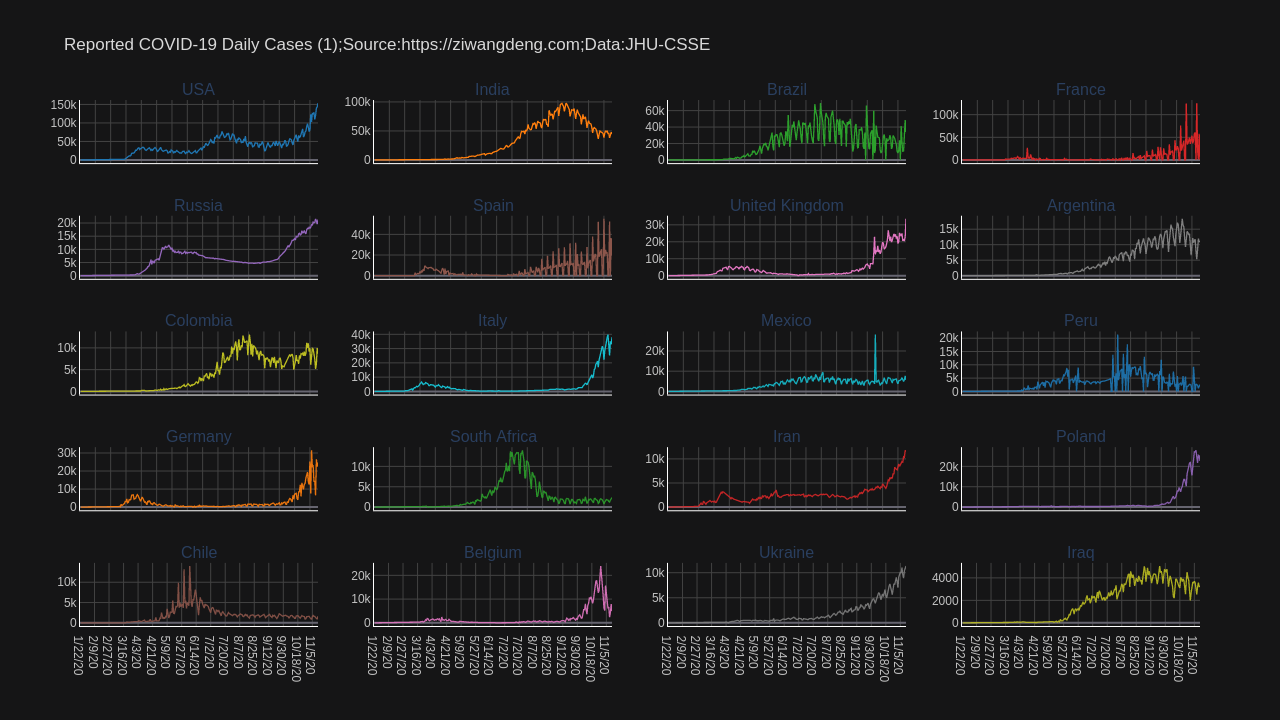 Reported COVID-19 Daily Cases (1);Source:https://ziwangdeng.com;Data:JHU-CSSE
USA
India
Brazil
France
150k
100k
50k
0
100k
50k
0
60k
40k
20k
0
100k
50k
0
Russia
Spain
United Kingdom
Argentina
20k
15k
10k
5k
0
40k
20k
0
30k
20k
10k
0
15k
10k
5k
0
Colombia
Italy
Mexico
Peru
10k
5k
0
40k
30k
20k
10k
0
20k
10k
0
20k
15k
10k
5k
0
Germany
South Africa
Iran
Poland
30k
20k
10k
0
10k
5k
0
10k
5k
0
20k
10k
0
Chile
Belgium
Ukraine
Iraq
10k
5k
0
20k
10k
0
10k
5k
0
4000
2000
0
1/22/20
2/9/20
3/16/20
4/3/20
4/21/20
5/9/20
5/27/20
6/14/20
7/2/20
7/20/20
8/7/20
8/25/20
9/12/20
9/30/20
10/18/20
11/5/20
1/22/20
2/9/20
3/16/20
4/3/20
4/21/20
5/9/20
5/27/20
6/14/20
7/2/20
7/20/20
8/7/20
8/25/20
9/12/20
9/30/20
10/18/20
11/5/20
1/22/20
2/9/20
3/16/20
4/3/20
4/21/20
5/9/20
5/27/20
6/14/20
7/2/20
7/20/20
8/7/20
8/25/20
9/12/20
9/30/20
10/18/20
11/5/20
1/22/20
2/9/20
3/16/20
4/3/20
4/21/20
5/9/20
5/27/20
6/14/20
7/2/20
7/20/20
8/7/20
8/25/20
9/12/20
9/30/20
10/18/20
11/5/20